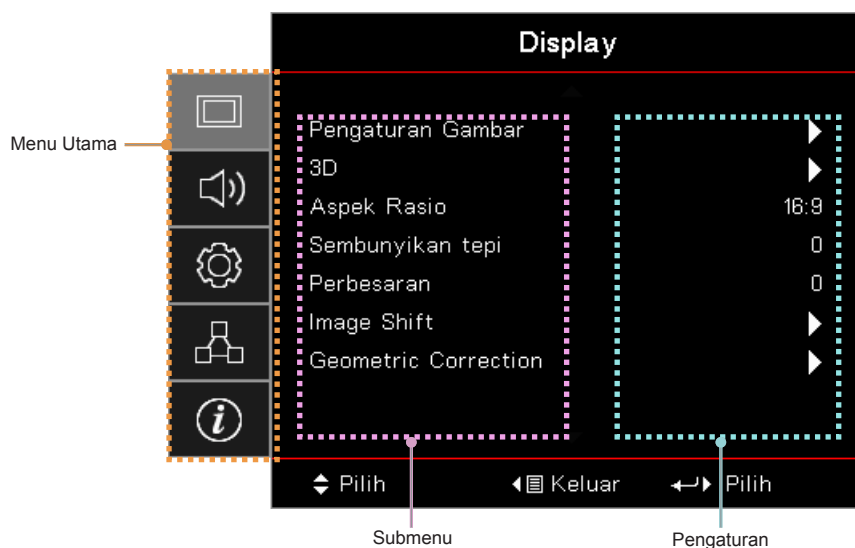 Display
Menu Utama
Pengaturan Gambar
3D
Aspek Rasio 16:9
Sembunyikan tepi 0
Perbesaran 0
Image Shift
Geometric Correction
i
Pilih Keluar Pilih
Submenu Pengaturan